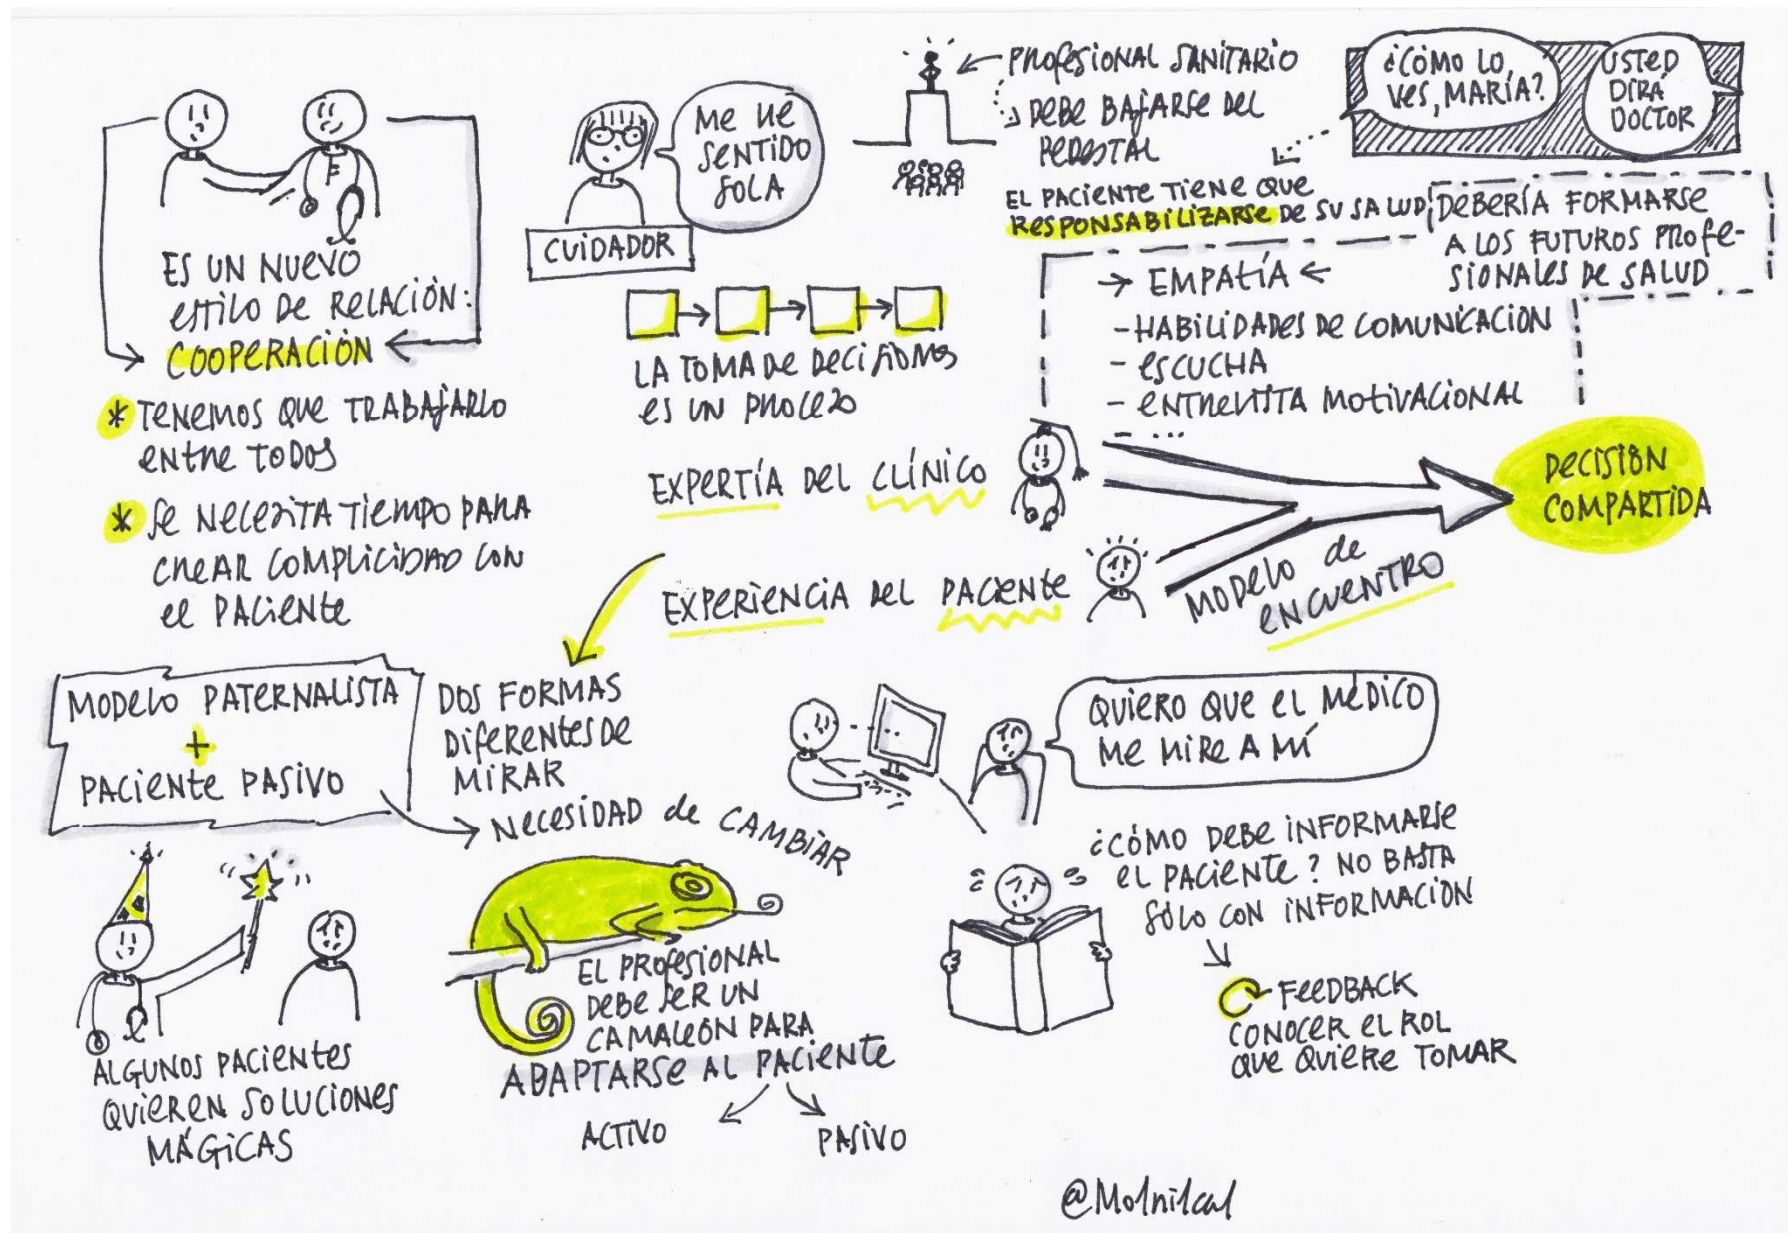 F
ES UN NUEVO
ESTILO DE RELACIÓN:
COOPERACIÓN
* TENEMOS QUE TRABAJARLO
ENTRE TODOS
* SE NECESITA TIEMPO PARA
CREAR COMPLICIDAD CON
EL PACIENTE
ME HE
SENTIDO
SOLA
CUIDADOR
LA TOMA DE DECISIONES
ES UN PROCESO
PROFESIONAL SANITARIO
DEBE BAJARSE DEL
PEDESTAL
¿CÓMO LO
VES, MARÍA?
USTED
DIRÁ
DOCTOR
EL PACIENTE TIENE QUE
RESPONSABILIZARSE DE SU SALUD
DEBERÍA FORMARSE
A LOS FUTUROS PROFE-
SIONALES DE SALUD
→ EMPATÍA ←
- HABILIDADES DE COMUNICACIÓN
- ESCUCHA
- ENTREVISTA MOTIVACIONAL
- ...
EXPERTÍA DEL CLÍNICO
EXPERIENCIA DEL PACIENTE
MODELO DE
ENCUENTRO
DECISIÓN
COMPARTIDA
MODELO PATERNALISTA
+
PACIENTE PASIVO
DOS FORMAS
DIFERENTES DE
MIRAR
NECESIDAD de CAMBIAR
ALGUNOS PACIENTES
QUIEREN SOLUCIONES
MÁGICAS
EL PROFESIONAL
DEBE SER UN
CAMALEÓN PARA
ADAPTARSE AL PACIENTE
ACTIVO
PASIVO
QUIERO QUE EL MÉDICO
ME MIRE A MÍ
¿CÓMO DEBE INFORMARSE
EL PACIENTE? NO BASTA
SÓLO CON INFORMACIÓN
FEEDBACK
CONOCER EL ROL
QUE QUIERE TOMAR